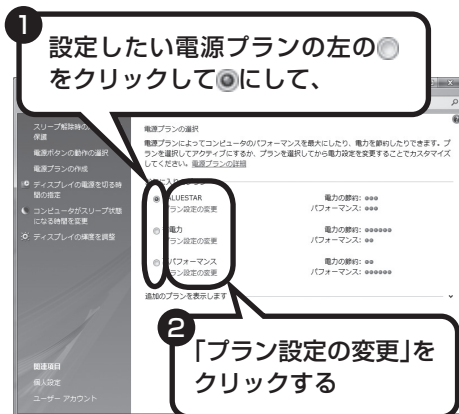 1
設定したい電源プランの左の
をクリックして にして、
スリープ解除時の
保護
電源ボタンの動作の選択
電源プランの作成
ディスプレイの電源を切る時
間の指定
コンピュータがスリープ状態
になる時間を変更
ディスプレイの輝度を調整
電源プランの選択
電源プランによってコンピュータのパフォーマンスを最大にしたり、電力を節約したりできます。プ
ランを選択してアクティブにするか、プランを選択してから電力設定を変更することでカスタマイズ
してください。電源プランの詳細
ALUESTAR
電力の節約:
プラン設定の変更
パフォーマンス:
電力
電力の節約:
プラン設定の変更
パフォーマンス:
パフォーマンス
電力の節約:
プラン設定の変更
パフォーマンス:
追加のプランを表示します
2
「プラン設定の変更」を
クリックする
関連項目
個人設定
ユーザー アカウント